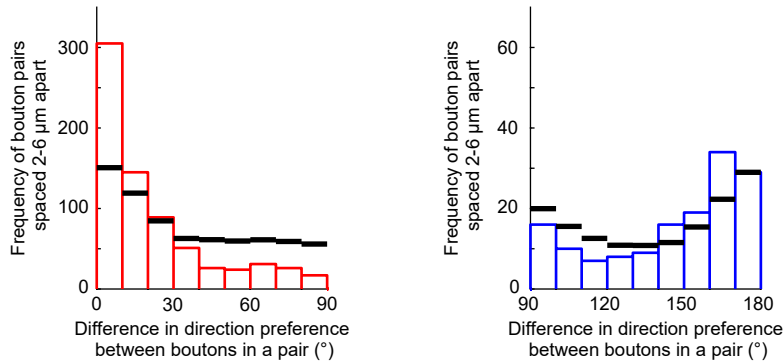 Frequency of bouton pairs
spaced 2-6 µm apart
300
200
100
0
0
30
60
90
Difference in direction preference
between boutons in a pair (°)
Frequency of bouton pairs
spaced 2-6 µm apart
60
40
20
0
90
120
150
180
Difference in direction preference
between boutons in a pair (°)